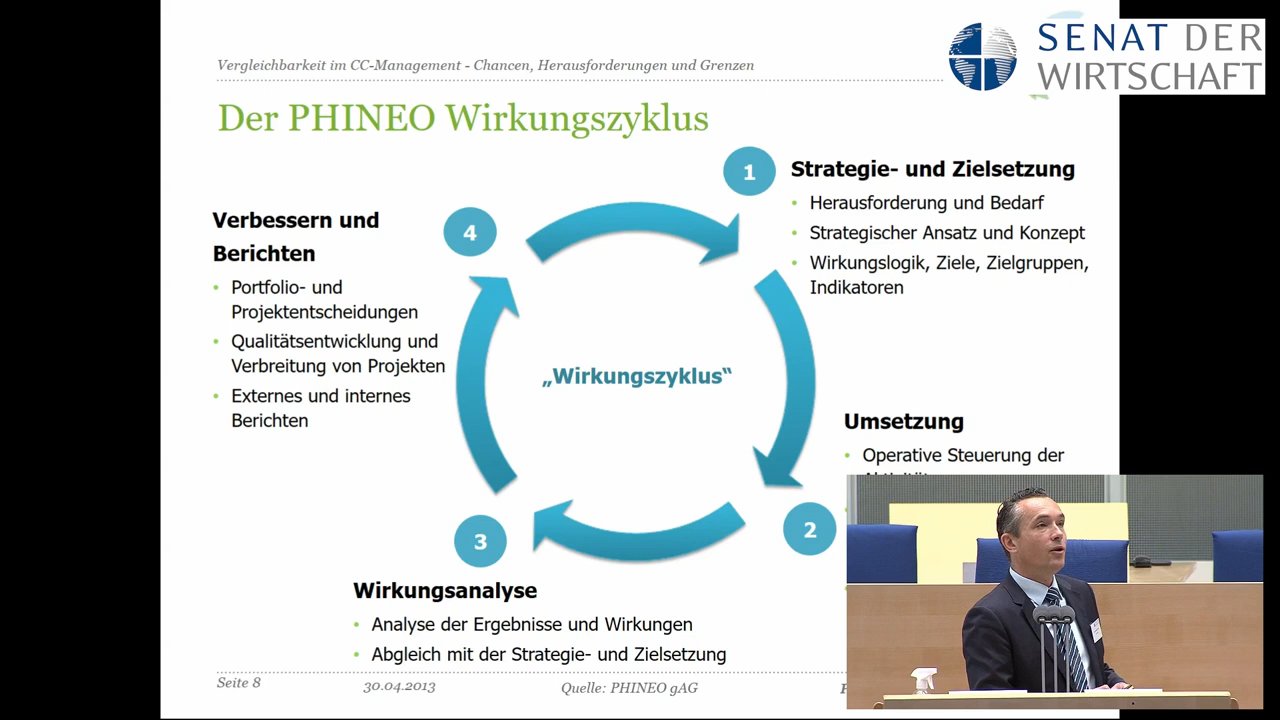 SENAT DER
WIRTSCHAFT
Vergleichbarkeit im CC-Management - Chancen, Herausforderungen und Grenzen
Der PHINEO Wirkungszyklus
1
Strategie- und Zielsetzung
• Herausforderung und Bedarf
• Strategischer Ansatz und Konzept
• Wirkungslogik, Ziele, Zielgruppen,
Indikatoren
Umsetzung
• Operative Steuerung der
2
3
Wirkungsanalyse
• Analyse der Ergebnisse und Wirkungen
• Abgleich mit der Strategie- und Zielsetzung
4
Verbessern und
Berichten
• Portfolio- und
Projektentscheidungen
• Qualitätsentwicklung und
Verbreitung von Projekten
• Externes und internes
Berichten
„Wirkungszyklus“
Seite 8
30.04.2013
Quelle: PHINEO gAG